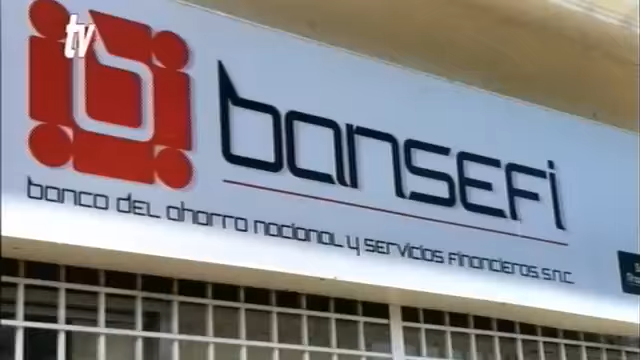 tv
bansefi
banco del ahorro nacional y servicios financieros, s.n.c.